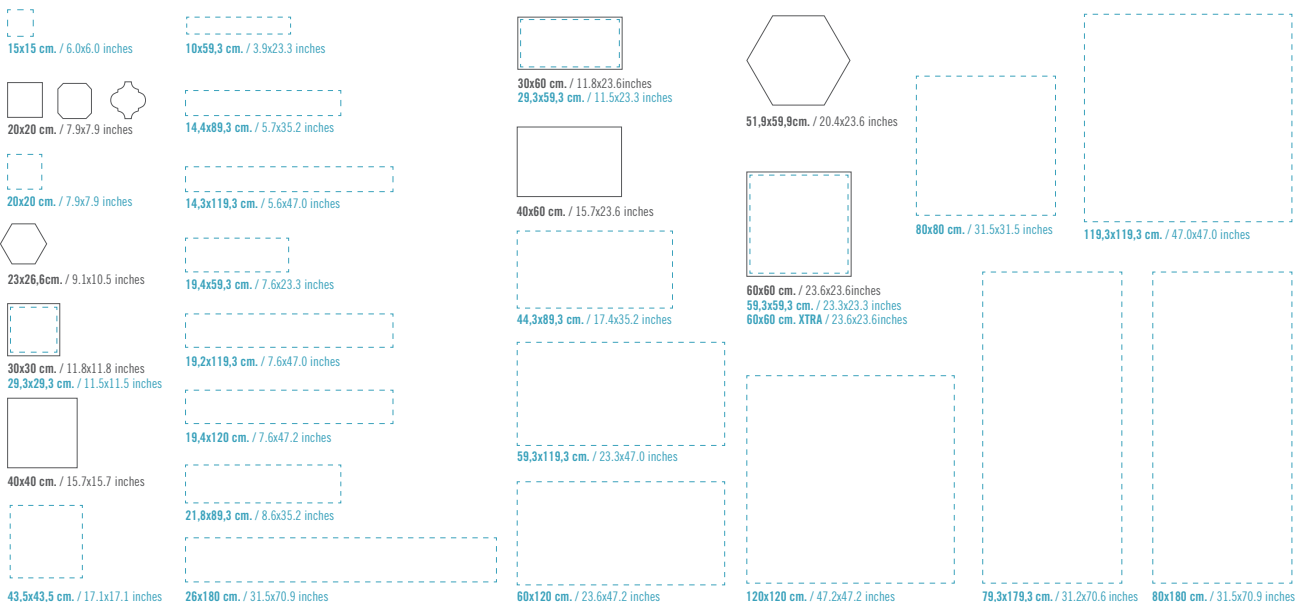 15x15 cm. / 6.0x6.0 inches
20x20 cm. / 7.9x7.9 inches
20x20 cm. / 7.9x7.9 inches
23x26,6cm. / 9.1x10.5 inches
30x30 cm. / 11.8x11.8 inches
29,3x29,3 cm. / 11.5x11.5 inches
40x40 cm. / 15.7x15.7 inches
43,5x43,5 cm. / 17.1x17.1 inches
10x59,3 cm. / 3.9x23.3 inches
14,4x89,3 cm. / 5.7x35.2 inches
14,3x119,3 cm. / 5.6x47.0 inches
19,4x59,3 cm. / 7.6x23.3 inches
19,2x119,3 cm. / 7.6x47.0 inches
19,4x120 cm. / 7.6x47.2 inches
21,8x89,3 cm. / 8.6x35.2 inches
26x180 cm. / 31.5x70.9 inches
30x60 cm. / 11.8x23.6inches
29,3x59,3 cm. / 11.5x23.3 inches
40x60 cm. / 15.7x23.6 inches
44,3x89,3 cm. / 17.4x35.2 inches
59,3x119,3 cm. / 23.3x47.0 inches
60x120 cm. / 23.6x47.2 inches
51,9x59,9cm. / 20.4x23.6 inches
60x60 cm. / 23.6x23.6inches
59,3x59,3 cm. / 23.3x23.3 inches
60x60 cm. XTRA / 23.6x23.6inches
120x120 cm. / 47.2x47.2 inches
80x80 cm. / 31.5x31.5 inches
119,3x119,3 cm. / 47.0x47.0 inches
79,3x179,3 cm. / 31.2x70.6 inches
80x180 cm. / 31.5x70.9 inches